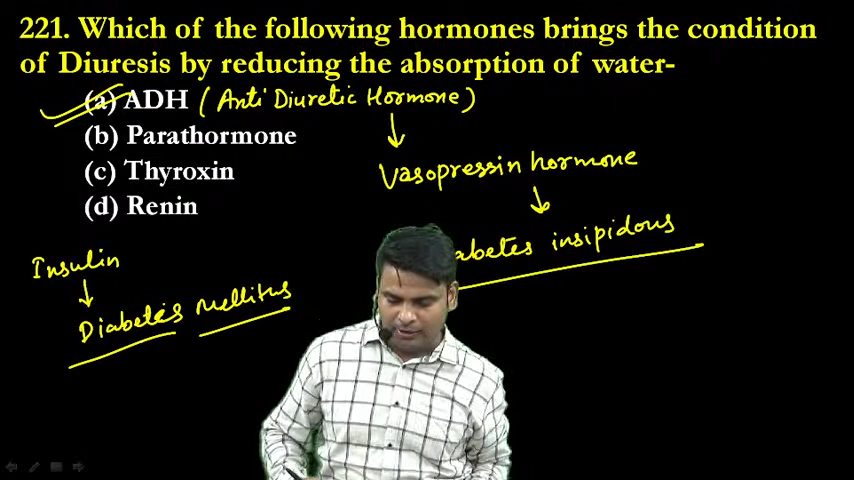 221. Which of the following hormones brings the condition
of Diuresis by reducing the absorption of water-
(a) ADH (Anti Diuretic Hormone)
(b) Parathormone
Vasopressin hormone
(c) Thyroxin
(d) Renin
abetes insipidous
Insulin
Diabetes Mellitus